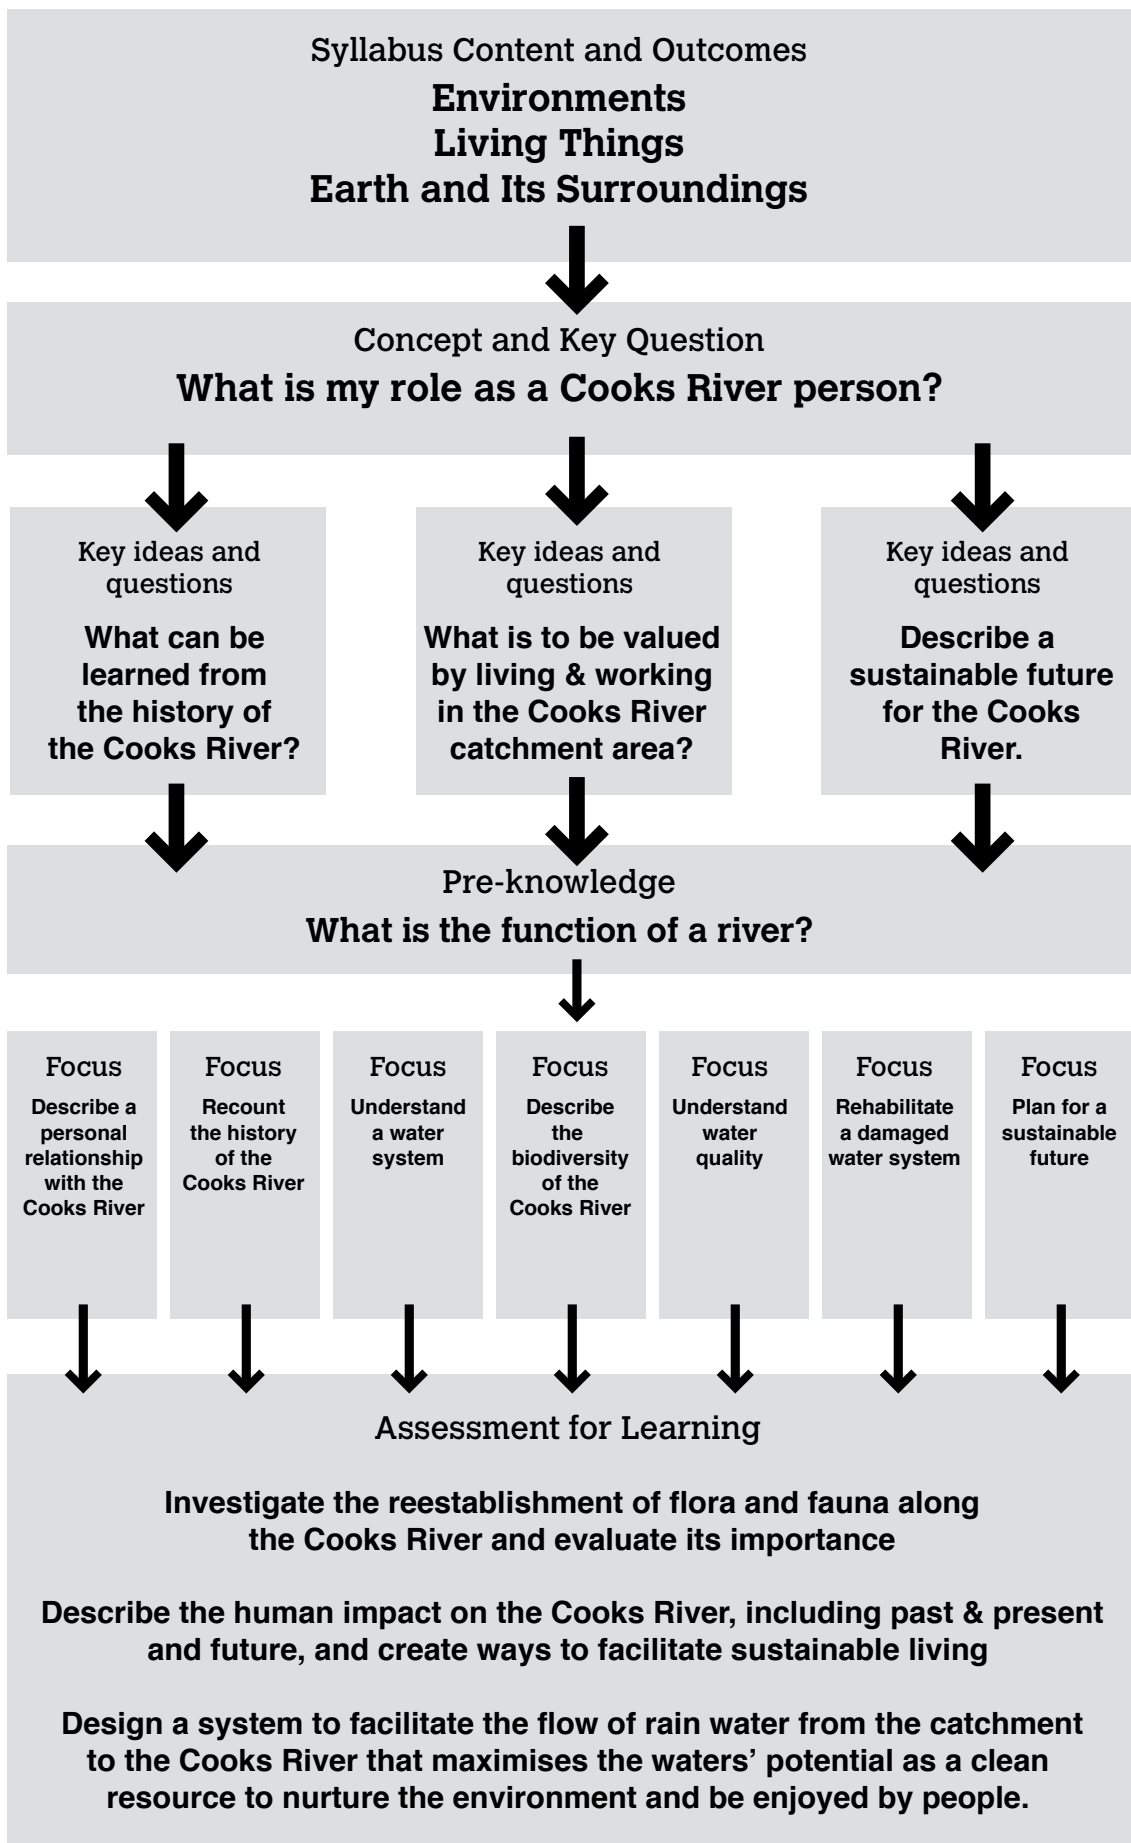 Syllabus Content and Outcomes
Environments
Living Things
Earth and Its Surroundings
Concept and Key Question
What is my role as a Cooks River person?
Key ideas and
questions
What can be
learned from
the history of
the Cooks River?
Key ideas and
questions
What is to be valued
by living & working
in the Cooks River
catchment area?
Key ideas and
questions
Describe a
sustainable future
for the Cooks
River.
Pre-knowledge
What is the function of a river?
Focus
Describe a
personal
relationship
with the
Cooks River
Focus
Recount
the history
of the
Cooks River
Focus
Understand
a water
system
Focus
Describe
the
biodiversity
of the
Cooks River
Focus
Understand
water
quality
Focus
Rehabilitate
a damaged
water system
Focus
Plan for a
sustainable
future
Assessment for Learning
Investigate the reestablishment of flora and fauna along
the Cooks River and evaluate its importance
Describe the human impact on the Cooks River, including past & present
and future, and create ways to facilitate sustainable living
Design a system to facilitate the flow of rain water from the catchment
to the Cooks River that maximises the waters’ potential as a clean
resource to nurture the environment and be enjoyed by people.